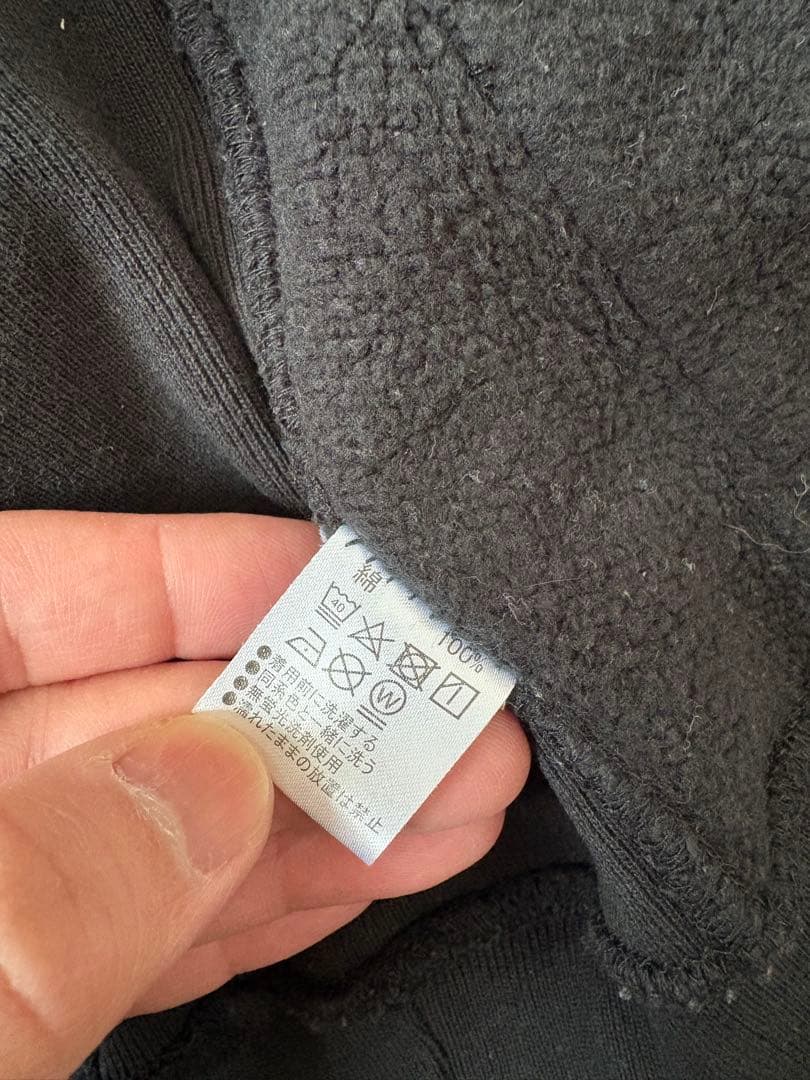 綿 100%
40
W
●着用前に洗濯する
●同系色と一緒に洗う
●無蛍光洗剤使用
●濡れたままの放置は禁止